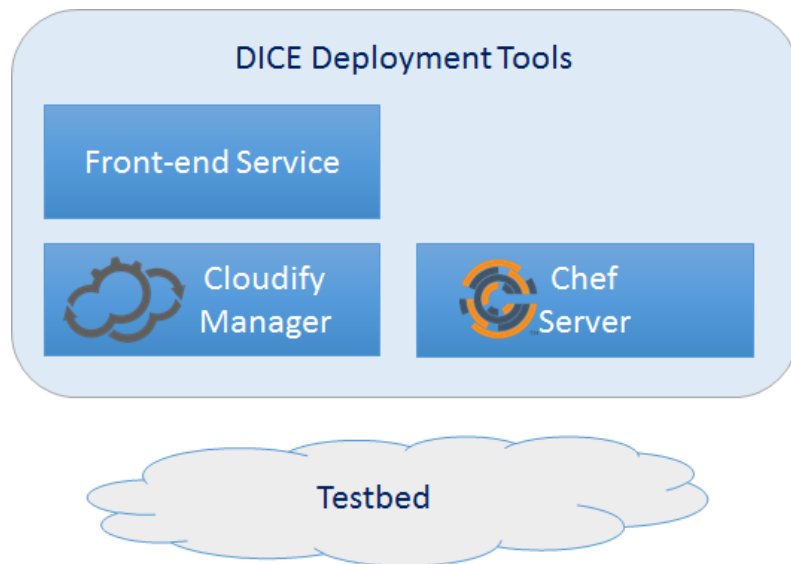 DICE Deployment Tools
Front-end Service
Cloudify
Manager
Chef
Server
Testbed